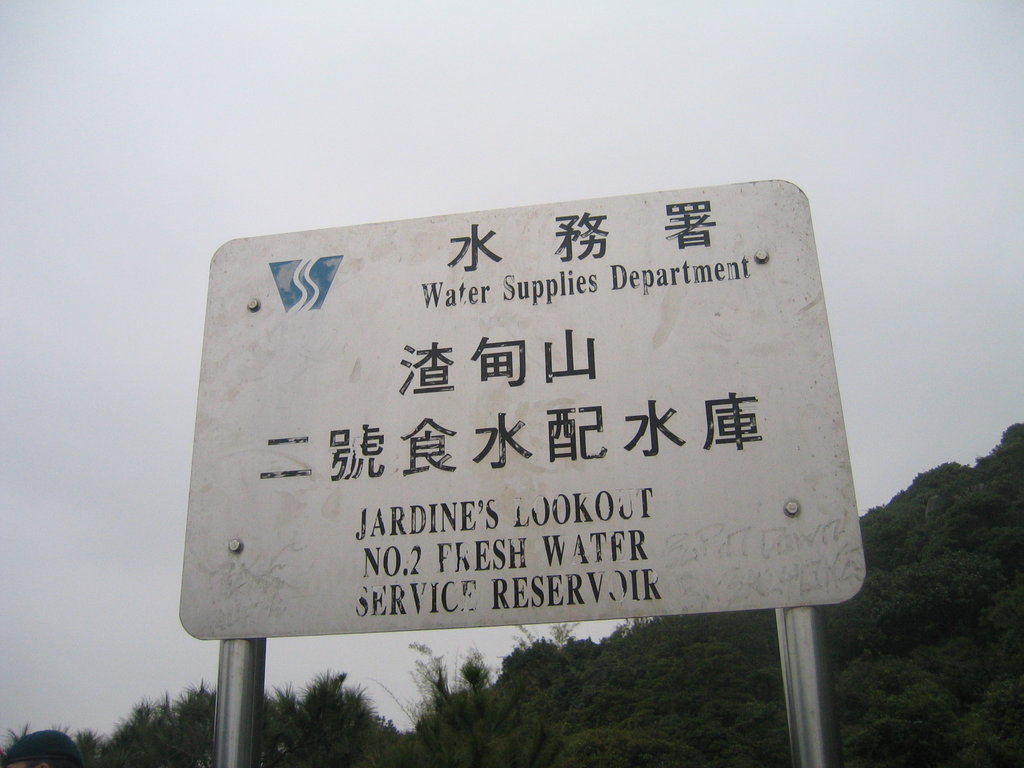 水務署
Water Supplies Department
渣甸山
二號食水配水庫
JARDINE'S LOOKOUT
NO.2 FRESH WATER
SERVICE RESERVOIR